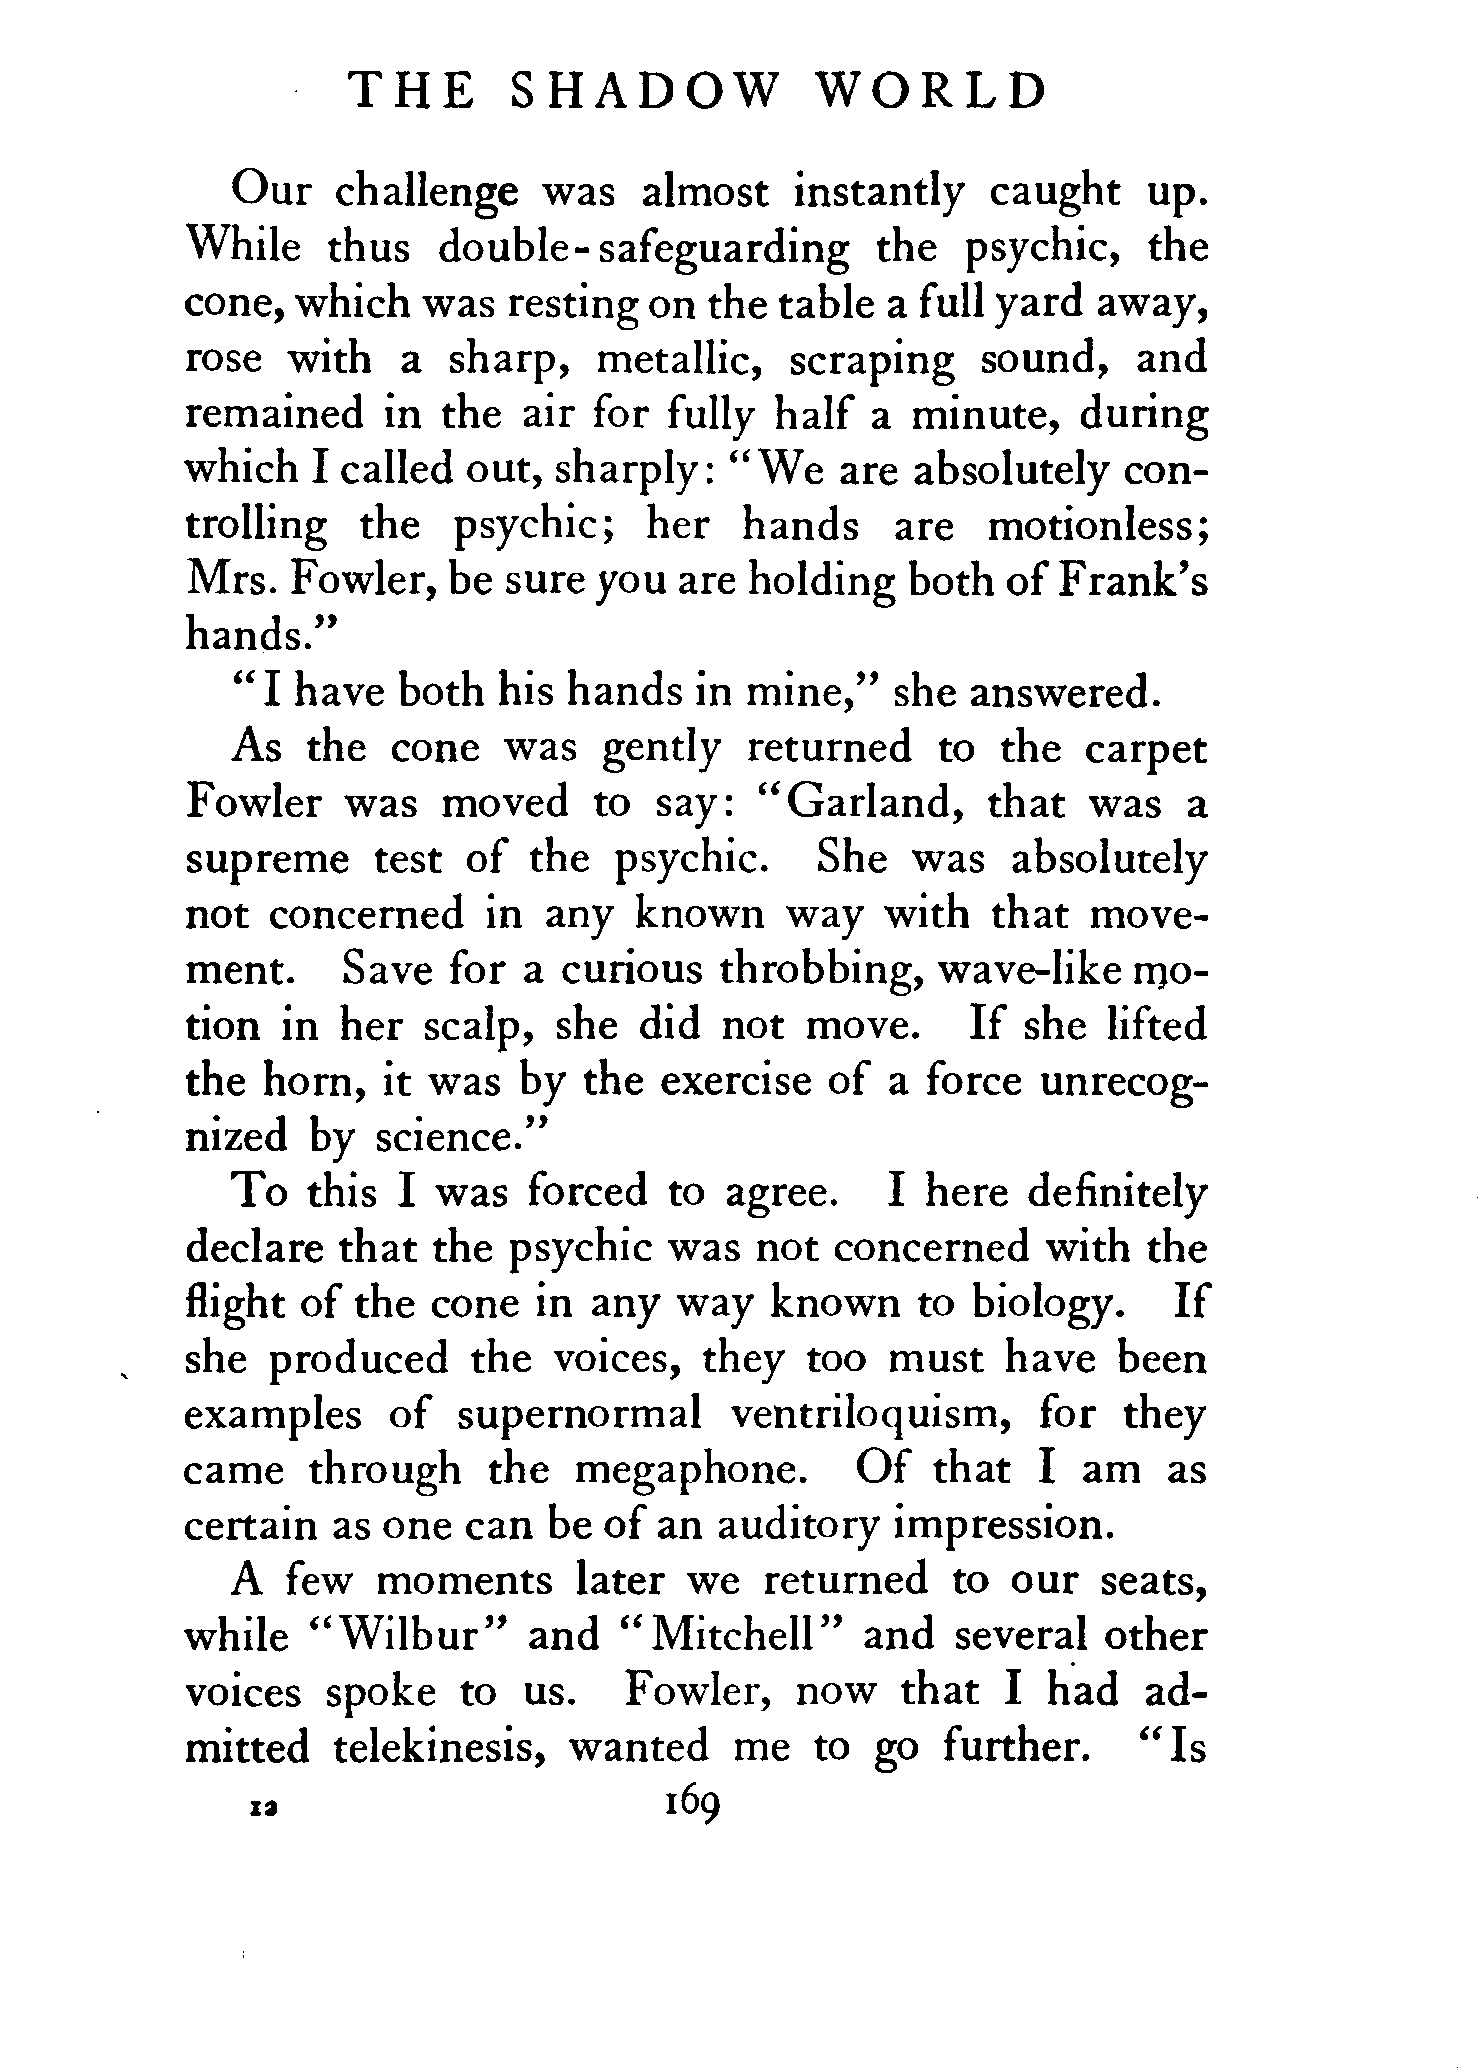 THE SHADOW WORLD
Our challenge was almost instantly caught up.
While thus double-safeguarding the psychic, the
cone, which was resting on the table a full yard away,
rose with a sharp, metallic, scraping sound, and
remained in the air for fully half a minute, during
which I called out, sharply: "We are absolutely con-
trolling the psychic; her hands are motionless;
Mrs. Fowler, be sure you are holding both of Frank's
hands."
"I have both his hands in mine," she answered.
As the cone was gently returned to the carpet
Fowler was moved to say: "Garland, that was a
supreme test of the psychic. She was absolutely
not concerned in any known way with that move-
ment. Save for a curious throbbing, wave-like mo-
tion in her scalp, she did not move. If she lifted
the horn, it was by the exercise of a force unrecog-
nized by science."
To this I was forced to agree. I here definitely
declare that the psychic was not concerned with the
flight of the cone in any way known to biology. If
she produced the voices, they too must have been
examples of supernormal ventriloquism, for they
came through the megaphone. Of that I am as
certain as one can be of an auditory impression.
A few moments later we returned to our seats,
while "Wilbur" and "Mitchell" and several other
voices spoke to us. Fowler, now that I had ad-
mitted telekinesis, wanted me to go further. "Is
12 169